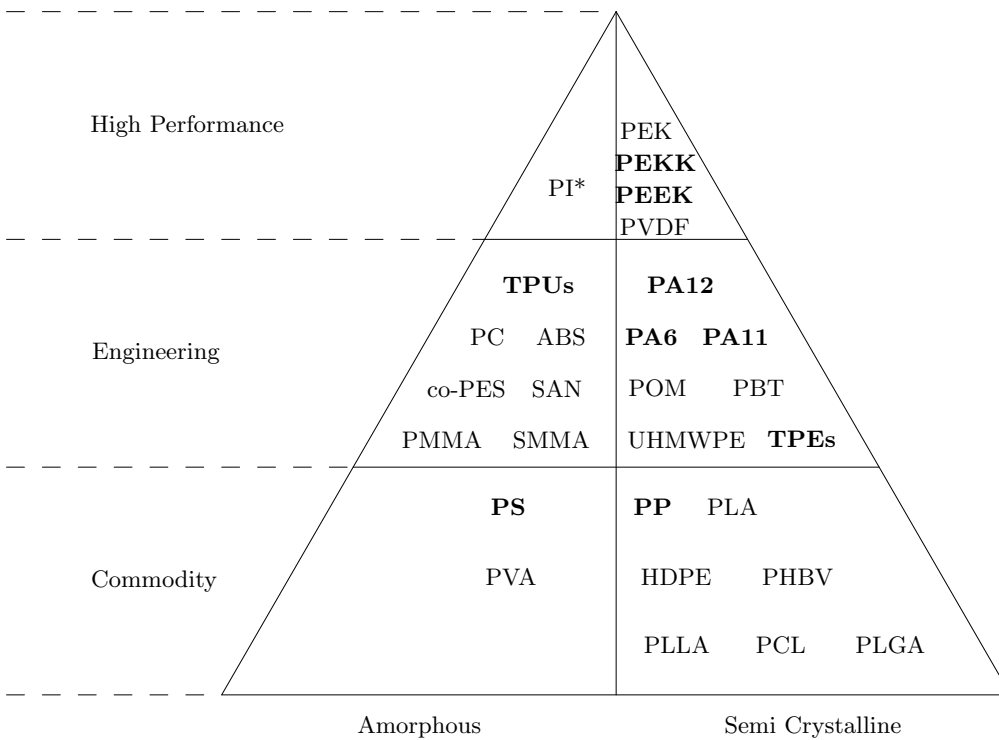 High Performance
PEK
PEKK
PI*
PEEK
PVDF
TPUs PA12
PC ABS PA6 PA11
Engineering
co-PES SAN POM PBT
PMMA SMMA UHMWPE TPEs
PS PP PLA
Commodity
PVA HDPE PHBV
PLLA PCL PLGA
Amorphous Semi Crystalline